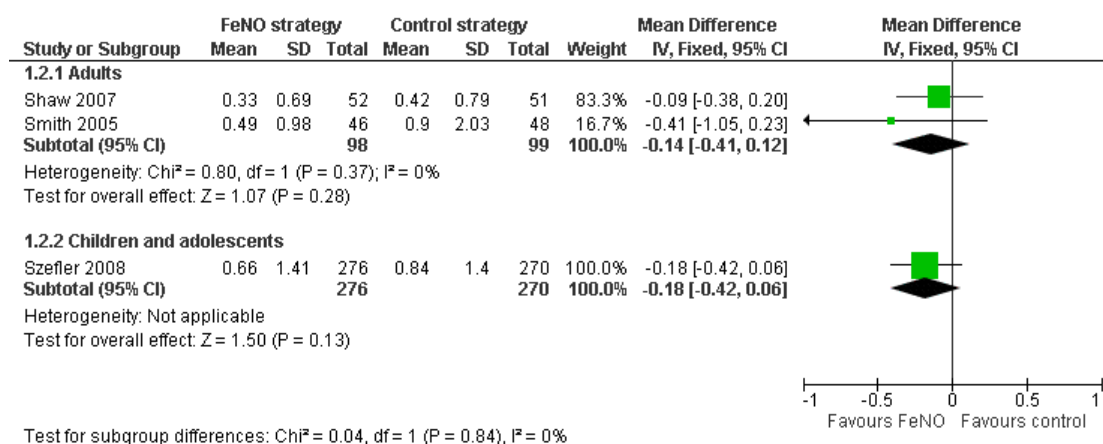 FeNO strategy Control strategy Mean Difference Mean Difference
Study or Subgroup Mean SD Total Mean SD Total Weight IV, Fixed, 95% CI IV, Fixed, 95% CI
1.2.1 Adults
Shaw 2007 0.33 0.69 52 0.42 0.79 51 83.3% -0.09 [-0.38, 0.20]
Smith 2005 0.49 0.98 46 0.9 2.03 48 16.7% -0.41 [-1.05, 0.23]
Subtotal (95% CI) 98 99 100.0% -0.14 [-0.41, 0.12]
Heterogeneity: Chi² = 0.80, df = 1 (P = 0.37); I² = 0%
Test for overall effect: Z = 1.07 (P = 0.28)
1.2.2 Children and adolescents
Szefler 2008 0.66 1.41 276 0.84 1.4 270 100.0% -0.18 [-0.42, 0.06]
Subtotal (95% CI) 276 270 100.0% -0.18 [-0.42, 0.06]
Heterogeneity: Not applicable
Test for overall effect: Z = 1.50 (P = 0.13)
-1 -0.5 0 0.5 1
Favours FeNO Favours control
Test for subgroup differences: Chi² = 0.04, df = 1 (P = 0.84), I² = 0%